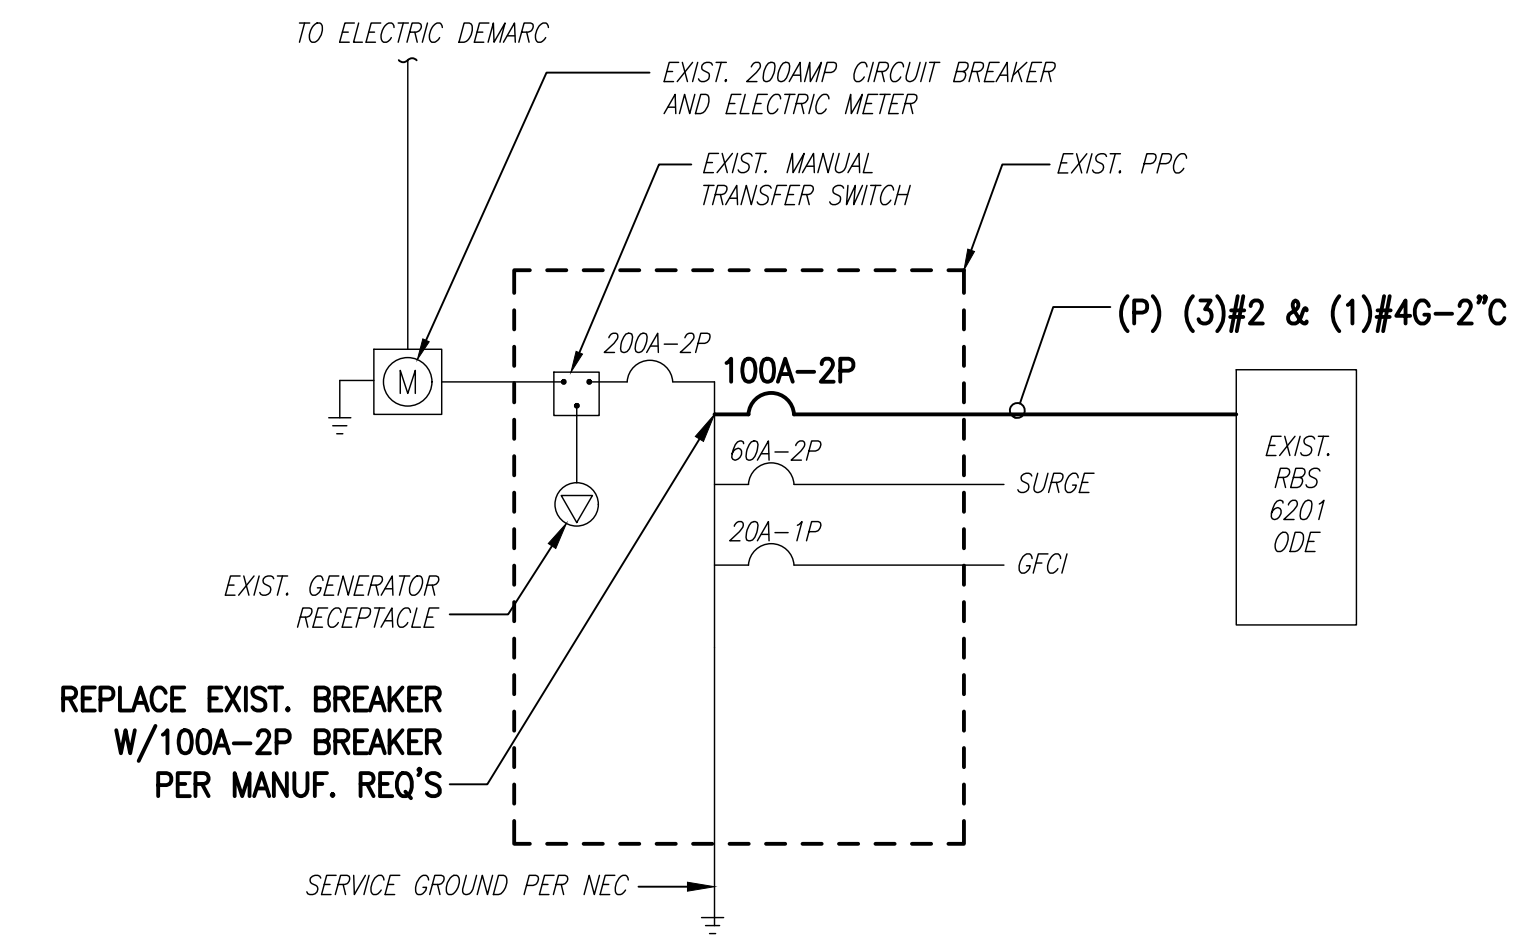 TO ELECTRIC DEMARC
EXIST. 200AMP CIRCUIT BREAKER
AND ELECTRIC METER
EXIST. MANUAL
TRANSFER SWITCH
EXIST. PPC
(P) (3)#2 & (1)#4G-2"C
200A-2P
100A-2P
M
60A-2P
SURGE
20A-1P
GFCI
EXIST.
RBS
6201
ODE
EXIST. GENERATOR
RECEPTACLE
REPLACE EXIST. BREAKER
W/100A-2P BREAKER
PER MANUF. REQ'S
SERVICE GROUND PER NEC